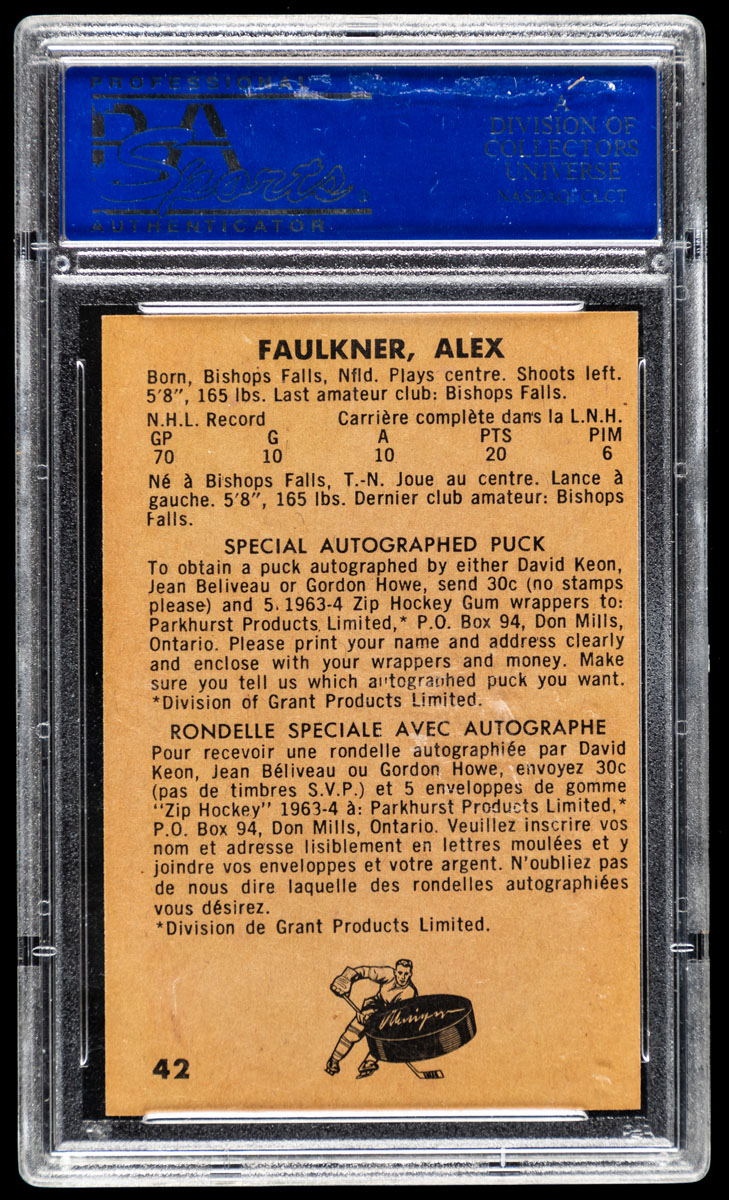 PROFESSIONAL
PSA
Sports
AUTHENTICATOR
A
DIVISION OF
COLLECTORS
UNIVERSE
NASDAQ: CLCT
FAULKNER, ALEX
Born, Bishops Falls, Nfld. Plays centre. Shoots left.
5'8", 165 lbs. Last amateur club: Bishops Falls.
N.H.L. Record Carrière complète dans la L.N.H.
GP G A PTS PIM
70 10 10 20 6
Né à Bishops Falls, T.-N. Joue au centre. Lance à
gauche. 5'8", 165 lbs. Dernier club amateur: Bishops
Falls.
SPECIAL AUTOGRAPHED PUCK
To obtain a puck autographed by either David Keon,
Jean Beliveau or Gordon Howe, send 30c (no stamps
please) and 5. 1963-4 Zip Hockey Gum wrappers to:
Parkhurst Products Limited,* P.O. Box 94, Don Mills,
Ontario. Please print your name and address clearly
and enclose with your wrappers and money. Make
sure you tell us which autographed puck you want.
*Division of Grant Products Limited.
RONDELLE SPECIALE AVEC AUTOGRAPHE
Pour recevoir une rondelle autographiée par David
Keon, Jean Béliveau ou Gordon Howe, envoyez 30c
(pas de timbres S.V.P.) et 5 enveloppes de gomme
"Zip Hockey" 1963-4 à: Parkhurst Products Limited,*
P.O. Box 94, Don Mills, Ontario. Veuillez inscrire vos
nom et adresse lisiblement en lettres moulées et y
joindre vos enveloppes et votre argent. N'oubliez pas
de nous dire laquelle des rondelles autographiées
vous désirez.
*Division de Grant Products Limited.
42